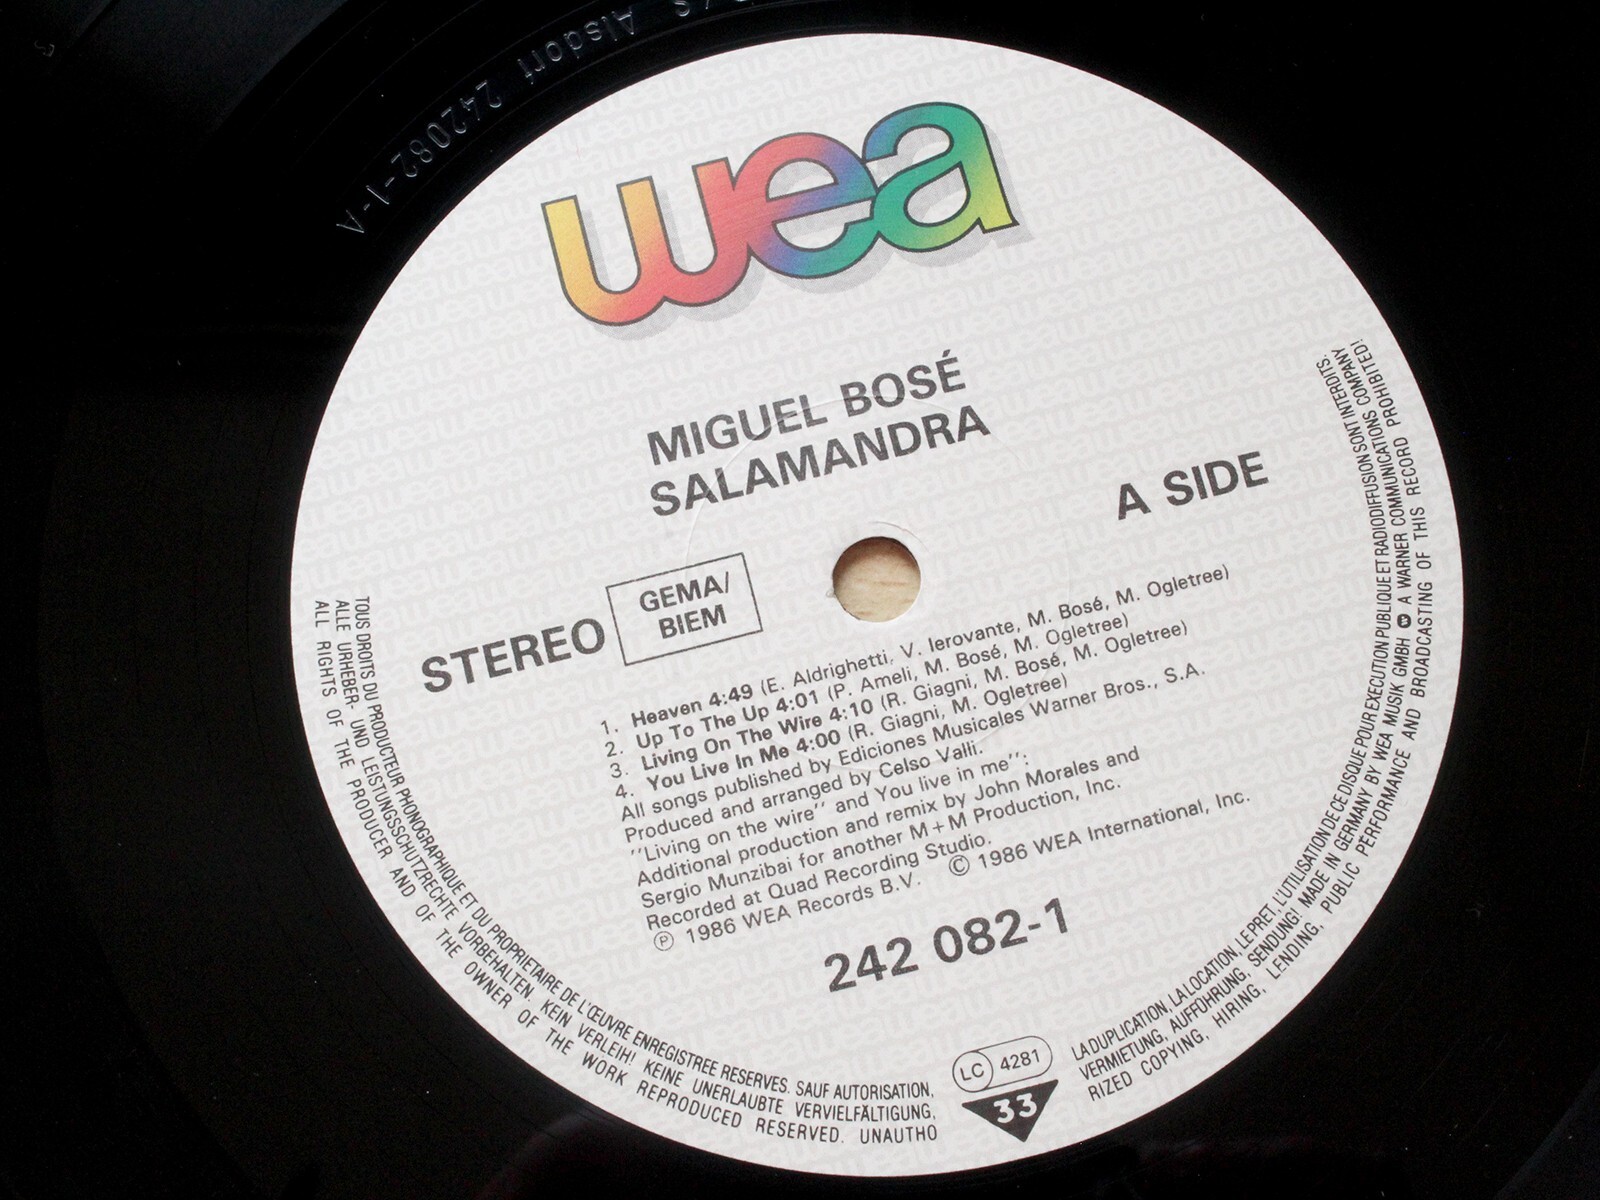 wea
MIGUEL BOSÉ
SALAMANDRA
A SIDE
STEREO
GEMA/
BIEM
1. Heaven 4:49 (E. Aldrighetti, V. Ierovante, M. Bosé, M. Ogletree)
2. Up To The Up 4:01 (P. Ameli, M. Bosé, M. Ogletree)
3. Living On The Wire 4:10 (R. Giagni, M. Bosé, M. Ogletree)
4. You Live In Me 4:00 (R. Giagni, M. Ogletree)
All songs published by Ediciones Musicales Warner Bros., S.A.
Produced and arranged by Celso Valli.
"Living on the wire" and You live in me":
Additional production and remix by John Morales and
Sergio Munzibai for another M+M Production, Inc.
Recorded at Quad Recording Studio.
Ⓟ 1986 WEA Records B.V. © 1986 WEA International, Inc.
242 082-1
LC 4281
33
TOUS DROITS DU PRODUCTEUR PHONOGRAPHIQUE ET DU PROPRIETAIRE DE L'ŒUVRE ENREGISTREE RESERVES. SAUF AUTORISATION,
LA DUPLICATION, LA LOCATION, LE PRET, L'UTILISATION DE CE DISQUE POUR EXECUTION PUBLIQUE ET RADIODIFFUSION SONT INTERDITS.
ALLE URHEBER- UND LEISTUNGSSCHUTZRECHTE VORBEHALTEN. KEIN VERLEIH! KEINE UNERLAUBTE VERVIELFÄLTIGUNG,
VERMIETUNG, AUFFÜHRUNG, SENDUNG! MADE IN GERMANY BY WEA MUSIK GMBH A WARNER COMMUNICATIONS COMPANY
ALL RIGHTS OF THE PRODUCER AND OF THE OWNER OF THE WORK REPRODUCED RESERVED. UNAUTHO
RIZED COPYING, HIRING, LENDING, PUBLIC PERFORMANCE AND BROADCASTING OF THIS RECORD PROHIBITED!
Alsdorf 242082-1-A